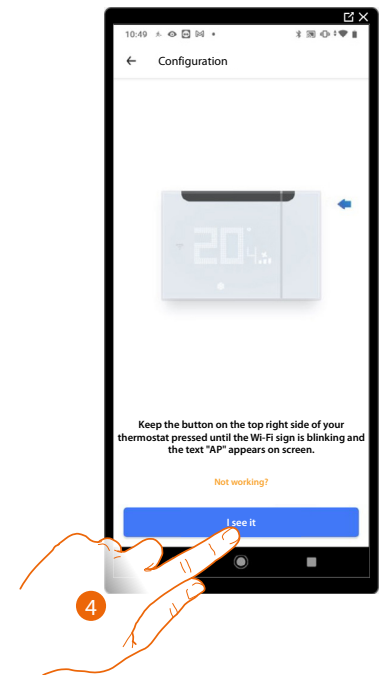 10:49
Configuration
20.4
Keep the button on the top right side of your
thermostat pressed until the Wi-Fi sign is blinking and
the text "AP" appears on screen.
Not working?
I see it
4